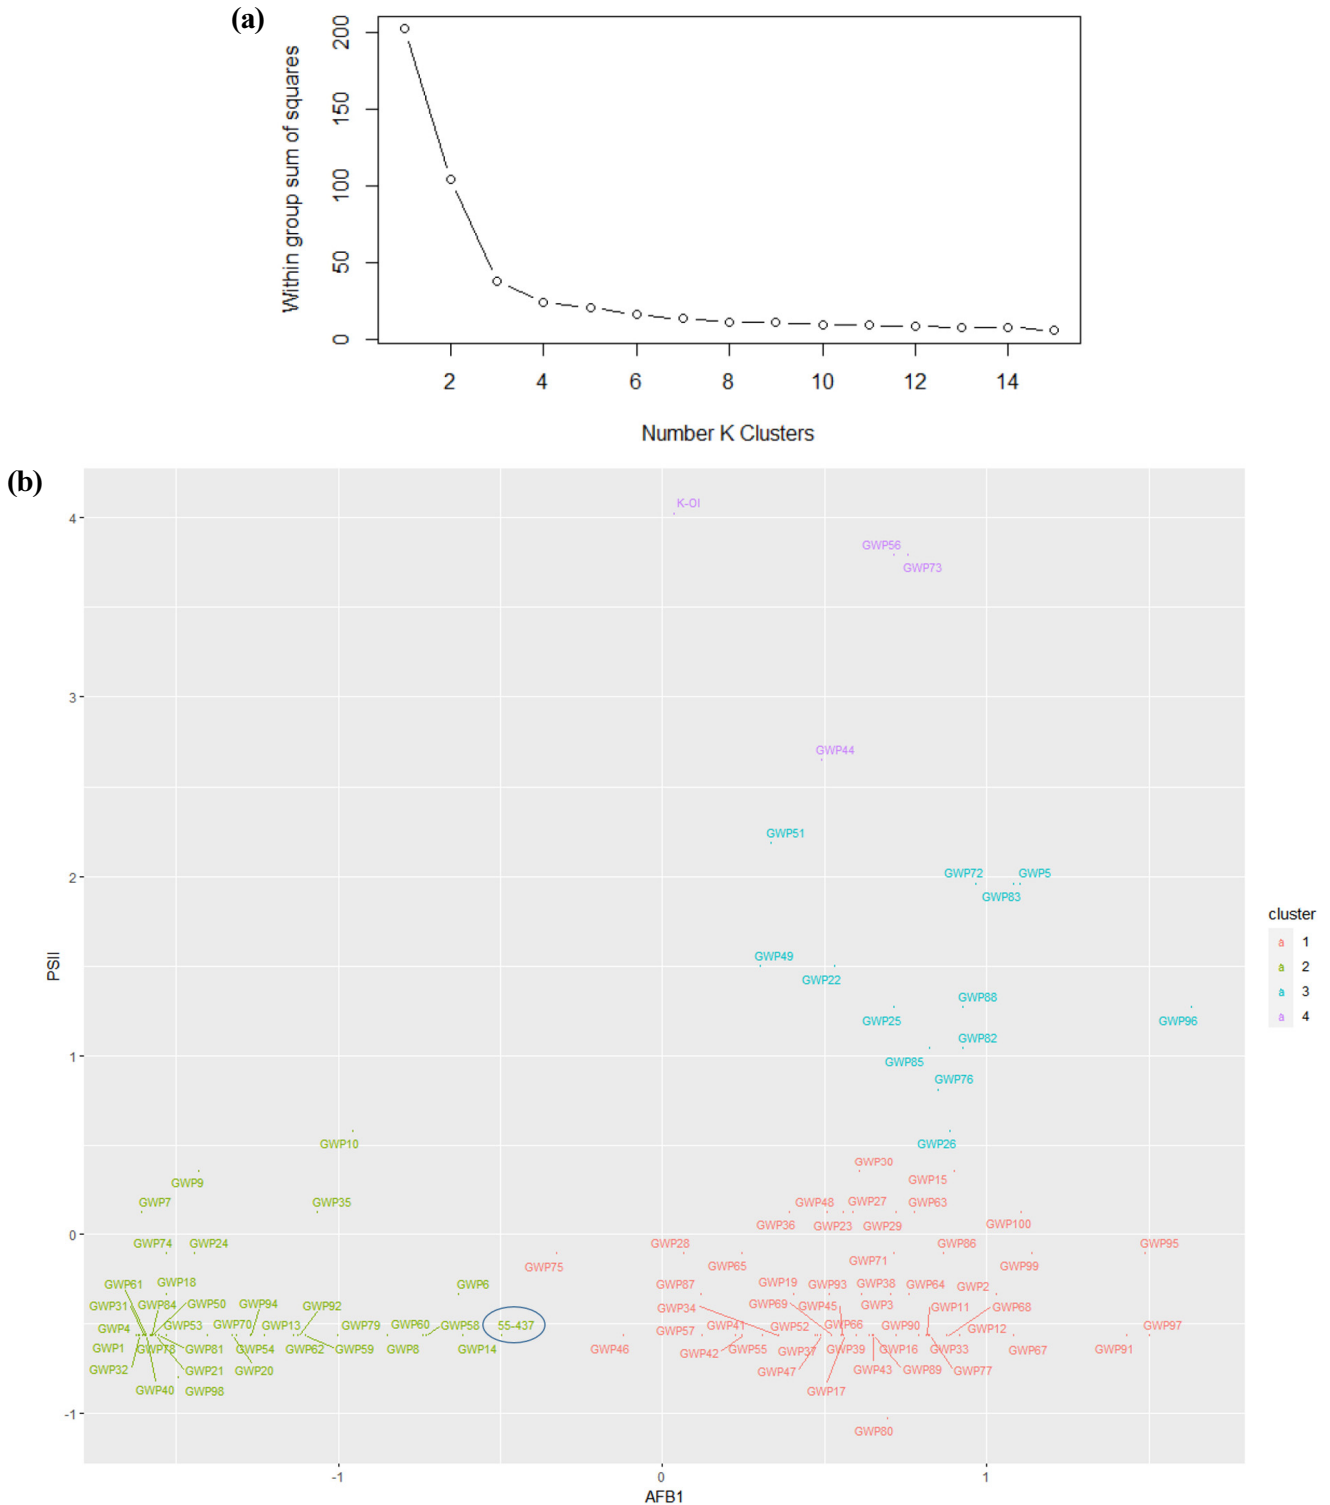 (a)
200
150
100
50
0
Within group sum of squares
2 4 6 8 10 12 14
Number K Clusters
(b)
K-OI
4
GWP56
GWP73
3
GWP44
GWP51
2
GWP72 GWP5
GWP83
GWP49
GWP22
GWP88
GWP25 GWP96
GWP82
1
GWP85
GWP76
GWP10 GWP26
GWP30
GWP9 GWP15
GWP7 GWP35 GWP48 GWP27 GWP63
GWP36 GWP23 GWP29 GWP100
0
GWP74 GWP24 GWP28 GWP86 GWP95
GWP75 GWP65 GWP71 GWP99
GWP61 GWP18 GWP6 GWP87 GWP19 GWP93 GWP38 GWP64 GWP2
GWP31 GWP84 GWP50 GWP94 GWP92 GWP34 GWP69 GWP45 GWP3 GWP11 GWP68
GWP4 GWP53 GWP70 GWP13 GWP79 GWP60 GWP58 55-437 GWP57 GWP41 GWP52 GWP66 GWP90 GWP12 GWP97
GWP1 GWP78 GWP81 GWP54 GWP62 GWP59 GWP8 GWP14 GWP46 GWP42 GWP55 GWP37 GWP39 GWP16 GWP33 GWP67 GWP91
GWP32 GWP21 GWP20 GWP47 GWP43 GWP89 GWP77
GWP40 GWP98 GWP17
-1
GWP80
PSII
-1 0 1
AFB1
cluster
a 1
a 2
a 3
a 4